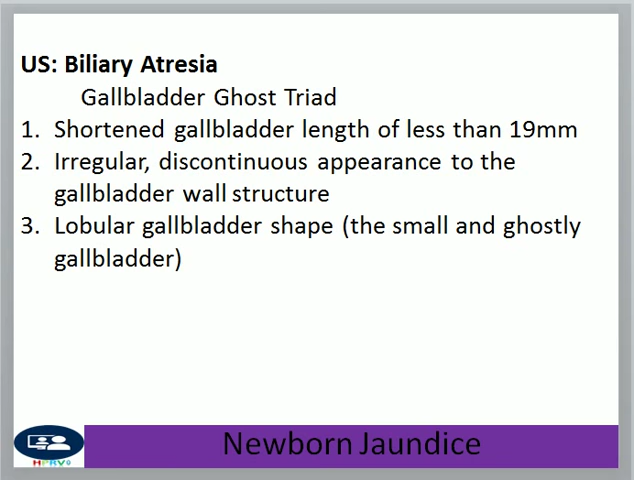 US: Biliary Atresia
Gallbladder Ghost Triad
1. Shortened gallbladder length of less than 19mm
2. Irregular, discontinuous appearance to the
gallbladder wall structure
3. Lobular gallbladder shape (the small and ghostly
gallbladder)
Newborn Jaundice